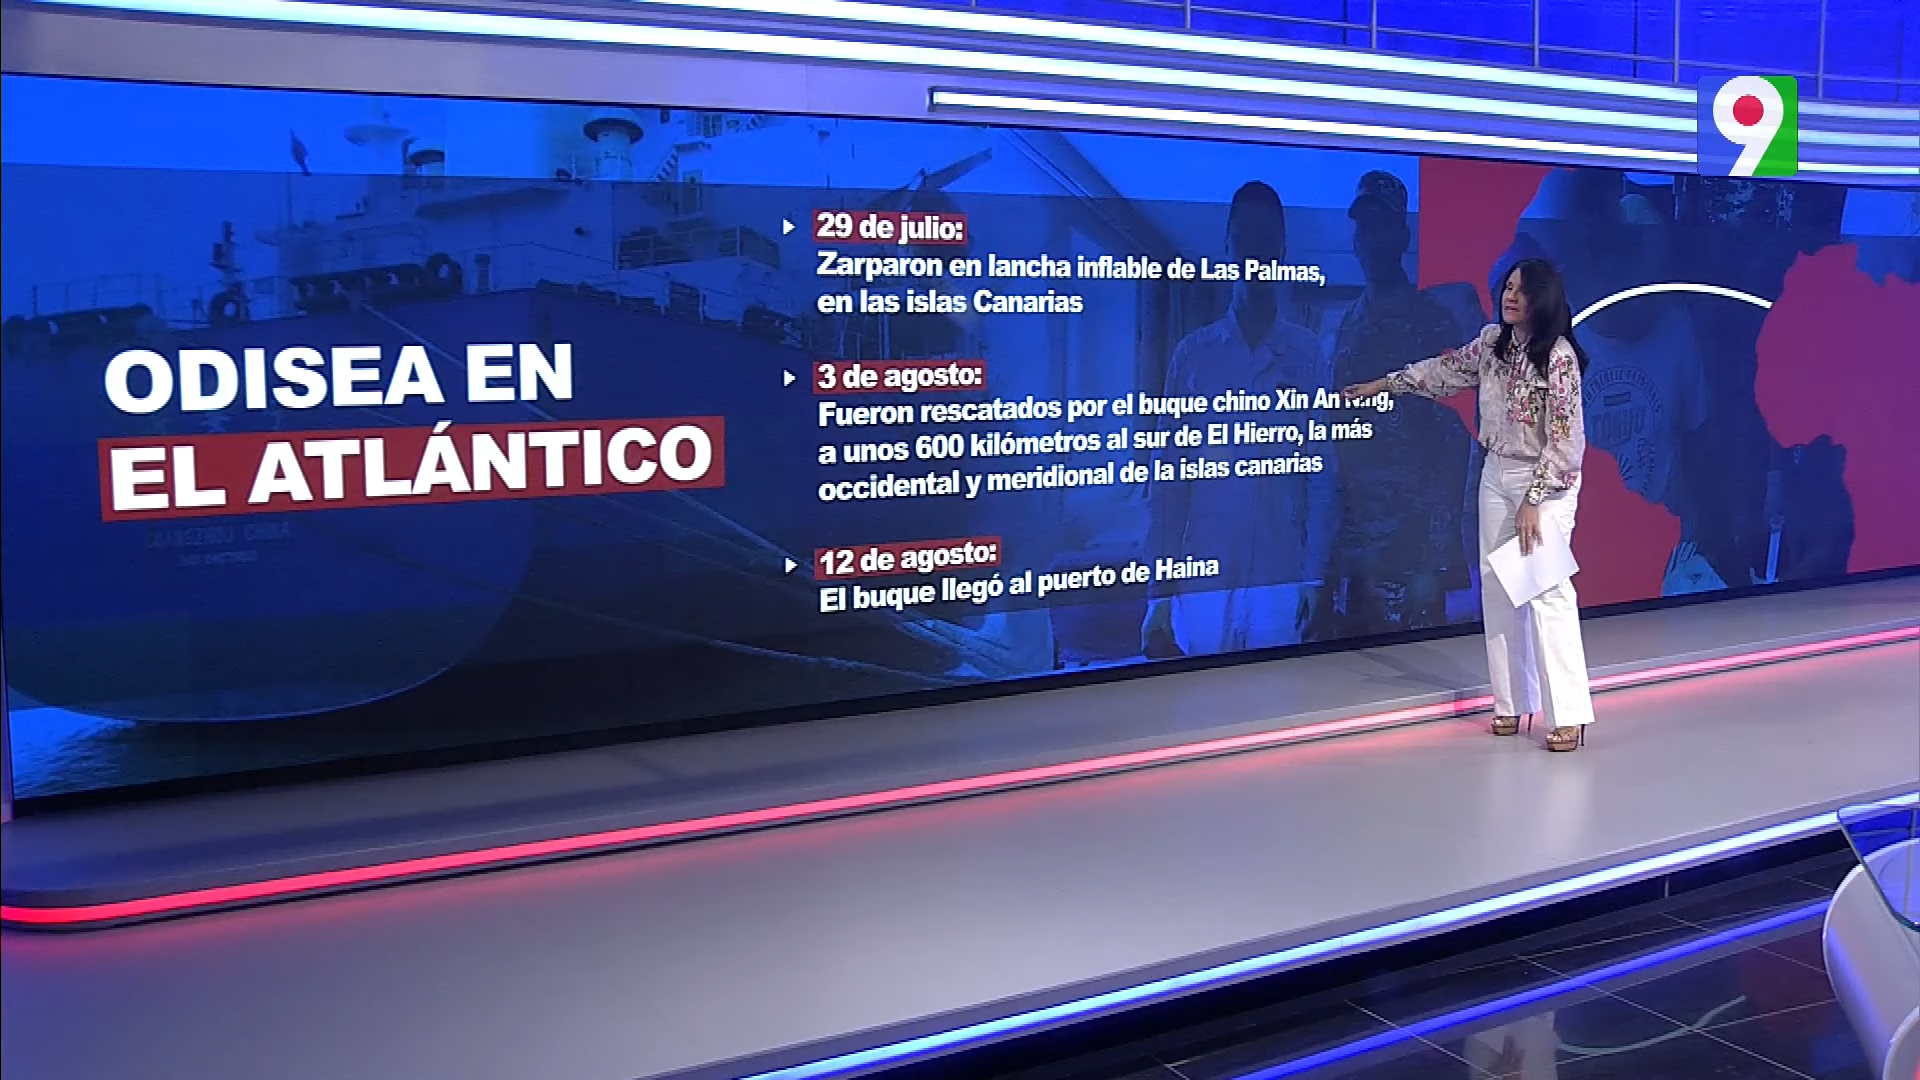 9
ODISEA EN
EL ATLÁNTICO
29 de julio:
Zarparon en lancha inflable de Las Palmas,
en las islas Canarias
3 de agosto:
Fueron rescatados por el buque chino Xin An
a unos 600 kilómetros al sur de El Hierro, la más
occidental y meridional de la islas canarias
12 de agosto:
El buque llegó al puerto de Haina